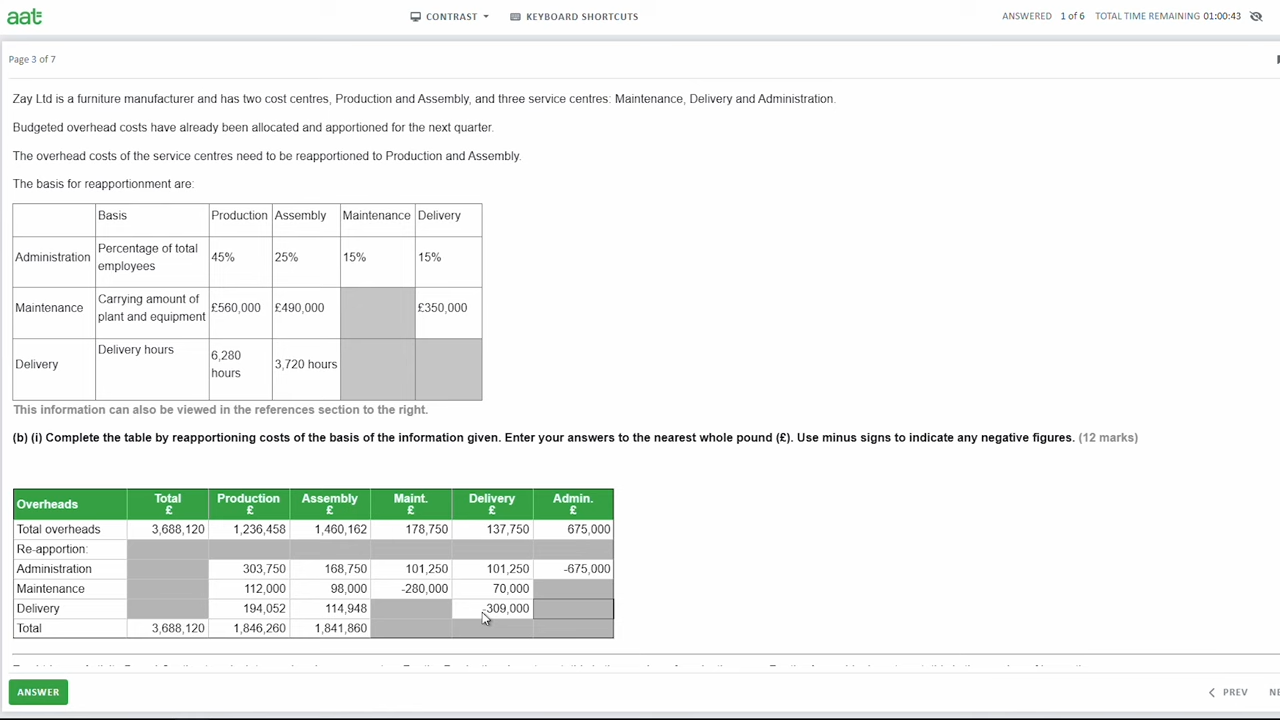 aat
CONTRAST
KEYBOARD SHORTCUTS
ANSWERED 1 of 6 TOTAL TIME REMAINING 01:00:43
Page 3 of 7
Zay Ltd is a furniture manufacturer and has two cost centres, Production and Assembly, and three service centres: Maintenance, Delivery and Administration.
Budgeted overhead costs have already been allocated and apportioned for the next quarter.
The overhead costs of the service centres need to be reapportioned to Production and Assembly.
The basis for reapportionment are:
Basis Production Assembly Maintenance Delivery
Administration Percentage of total employees 45% 25% 15% 15%
Maintenance Carrying amount of plant and equipment £560,000 £490,000 £350,000
Delivery Delivery hours 6,280 hours 3,720 hours
This information can also be viewed in the references section to the right.
(b) (i) Complete the table by reapportioning costs of the basis of the information given. Enter your answers to the nearest whole pound (£). Use minus signs to indicate any negative figures. (12 marks)
Overheads Total £ Production £ Assembly £ Maint. £ Delivery £ Admin. £
Total overheads 3,688,120 1,236,458 1,460,162 178,750 137,750 675,000
Re-apportion:
Administration 303,750 168,750 101,250 101,250 -675,000
Maintenance 112,000 98,000 -280,000 70,000
Delivery 194,052 114,948 -309,000
Total 3,688,120 1,846,260 1,841,860
ANSWER
PREV
NE